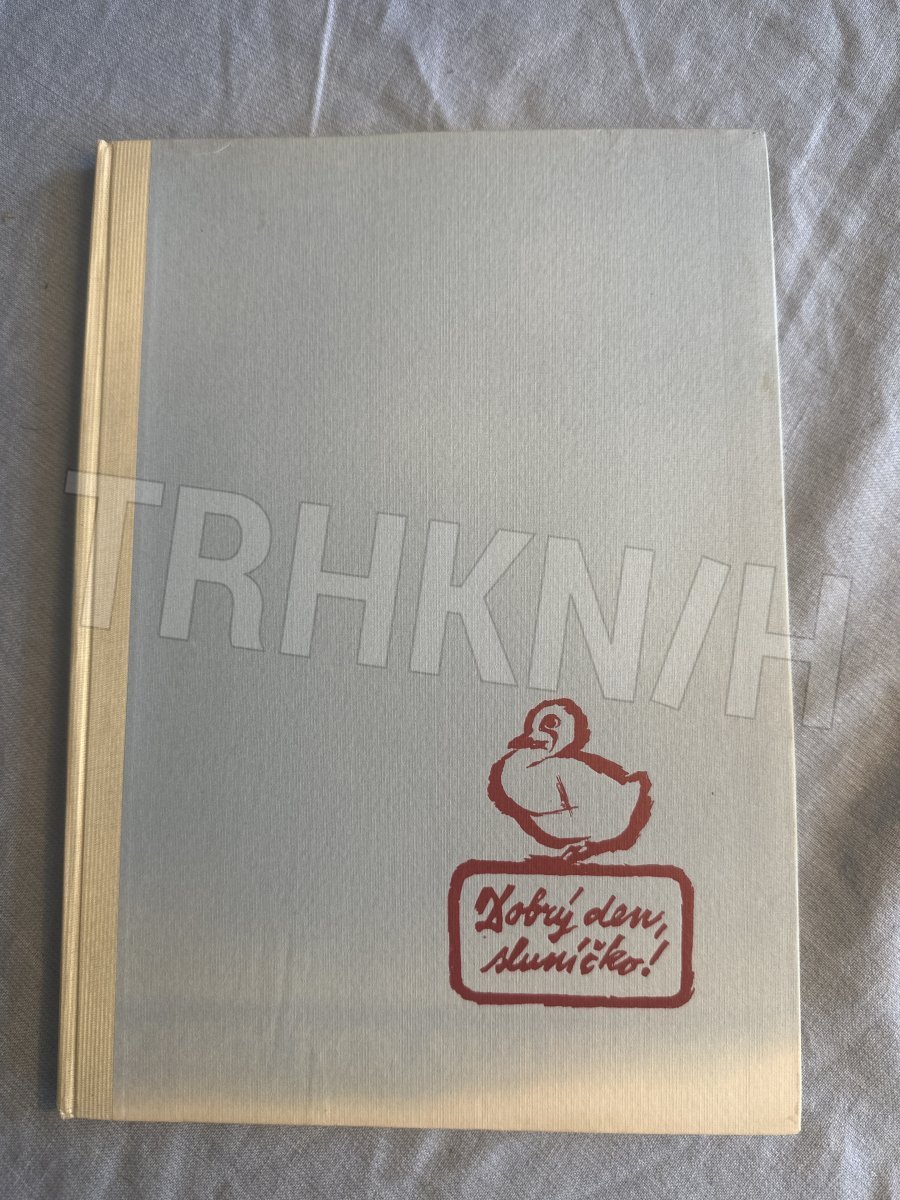 TRHKNIH
Dobrý den,
sluníčko!